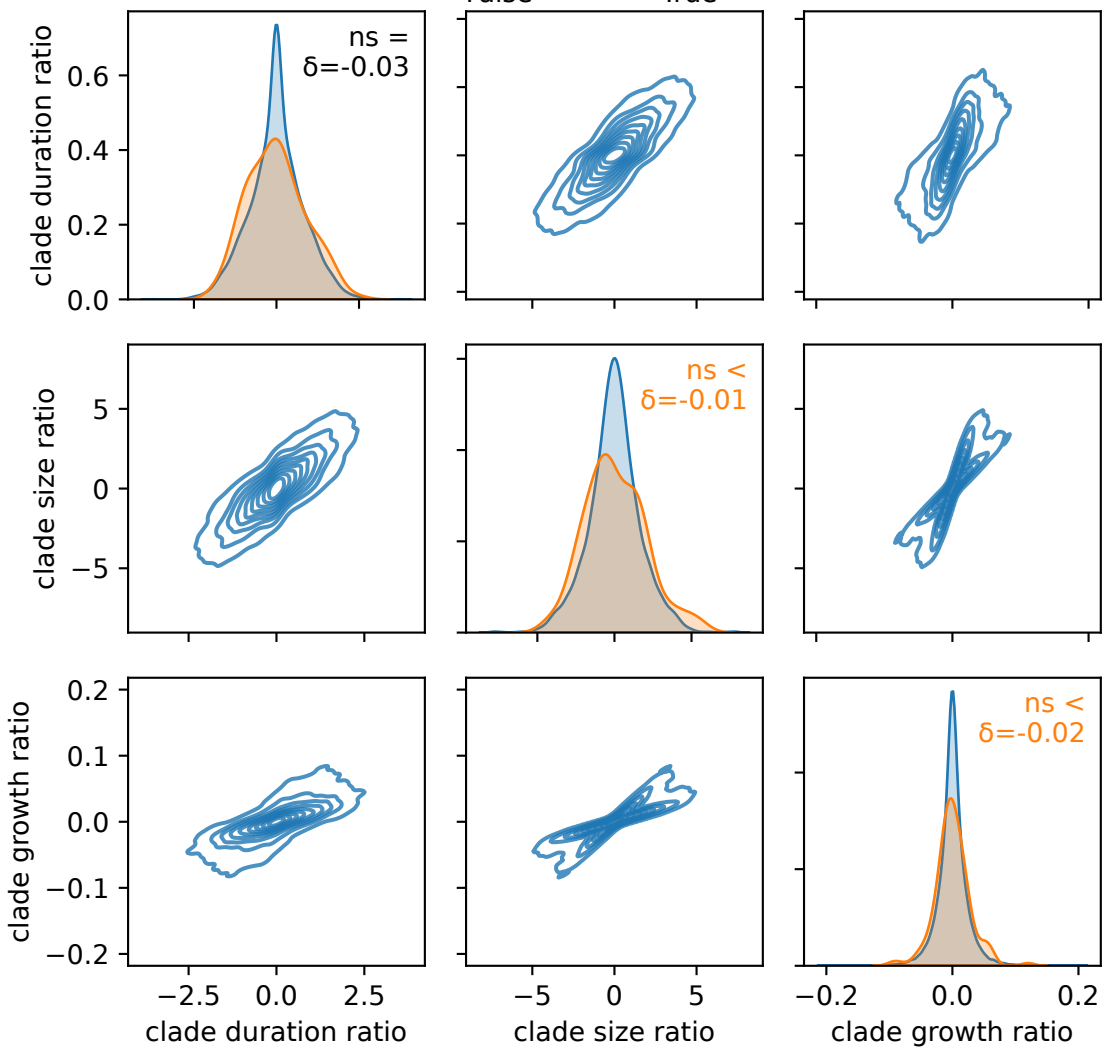 ns =
δ=-0.03
clade duration ratio
0.6
0.4
0.2
0.0
ns <
δ=-0.01
clade size ratio
5
0
−5
ns <
δ=-0.02
clade growth ratio
0.2
0.1
0.0
−0.1
−0.2
−2.5 0.0 2.5
−5 0 5
−0.2 0.0 0.2
clade duration ratio
clade size ratio
clade growth ratio